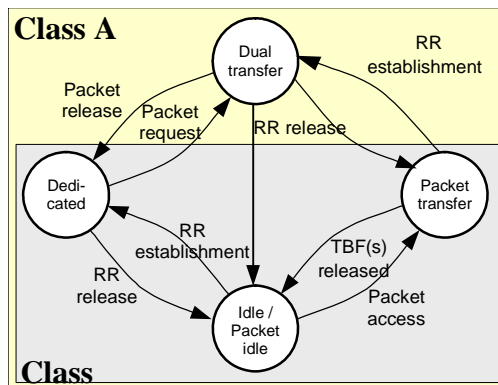 Class A
Dual
transfer
RR
establishment
Packet
release
Packet
request
RR release
Dedi-
cated
Packet
transfer
RR
establishment
TBF(s)
released
RR
release
Packet
access
Idle /
Packet
idle
Class